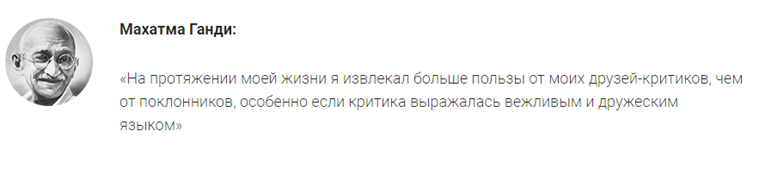 Махатма Ганди:
«На протяжении моей жизни я извлекал больше пользы от моих друзей-критиков, чем
от поклонников, особенно если критика выражалась вежливым и дружеским
языком»